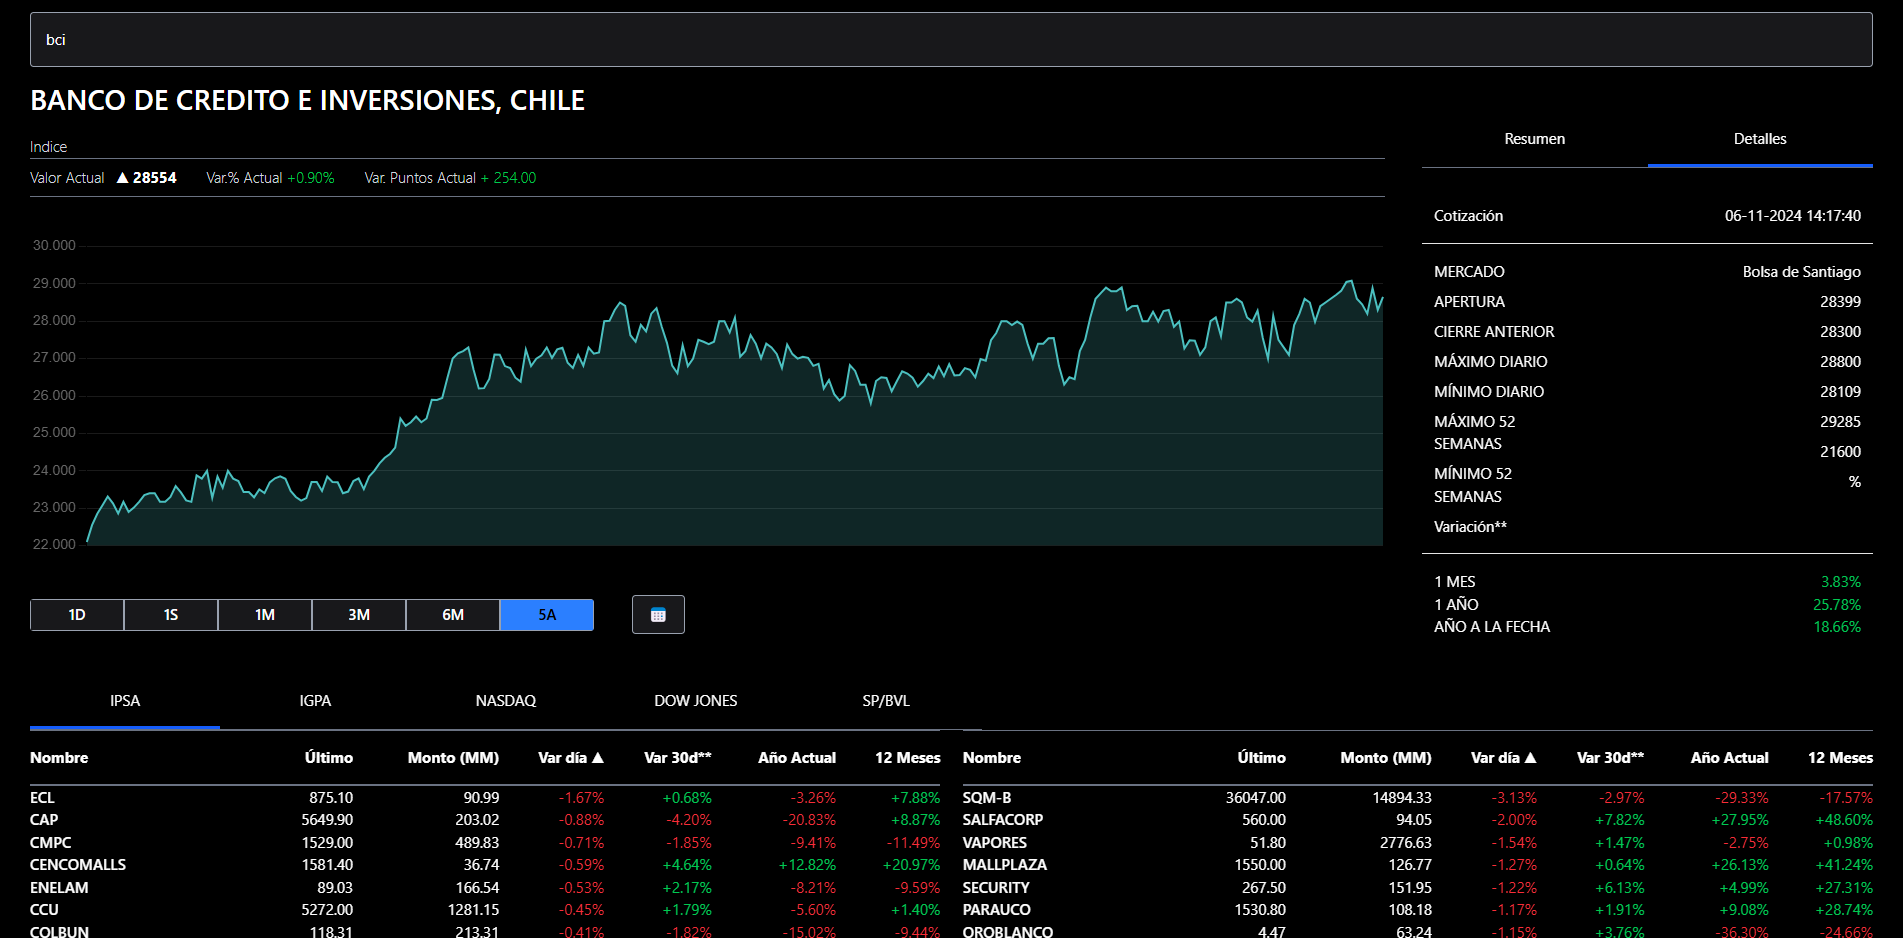 bci
BANCO DE CREDITO E INVERSIONES, CHILE
Indice
Valor Actual ▲ 28554 Var.% Actual +0.90% Var. Puntos Actual + 254.00
30.000
29.000
28.000
27.000
26.000
25.000
24.000
23.000
22.000
1D 1S 1M 3M 6M 5A
Resumen Detalles
Cotización 06-11-2024 14:17:40
MERCADO Bolsa de Santiago
APERTURA 28399
CIERRE ANTERIOR 28300
MÁXIMO DIARIO 28800
MÍNIMO DIARIO 28109
MÁXIMO 52 29285
SEMANAS
21600
MÍNIMO 52
%
SEMANAS
Variación**
1 MES 3.83%
1 AÑO 25.78%
AÑO A LA FECHA 18.66%
IPSA IGPA NASDAQ DOW JONES SP/BVL
Nombre Último Monto (MM) Var día ▲ Var 30d** Año Actual 12 Meses
ECL 875.10 90.99 -1.67% +0.68% -3.26% +7.88%
CAP 5649.90 203.02 -0.88% -4.20% -20.83% +8.87%
CMPC 1529.00 489.83 -0.71% -1.85% -9.41% -11.49%
CENCOMALLS 1581.40 36.74 -0.59% +4.64% +12.82% +20.97%
ENELAM 89.03 166.54 -0.53% +2.17% -8.21% -9.59%
CCU 5272.00 1281.15 -0.45% +1.79% -5.60% +1.40%
COLBUN 118.31 213.31 -0.41% -1.82% -15.02% -9.44%
Nombre Último Monto (MM) Var día ▲ Var 30d** Año Actual 12 Meses
SQM-B 36047.00 14894.33 -3.13% -2.97% -29.33% -17.57%
SALFACORP 560.00 94.05 -2.00% +7.82% +27.95% +48.60%
VAPORES 51.80 2776.63 -1.54% +1.47% -2.75% +0.98%
MALLPLAZA 1550.00 126.77 -1.27% +0.64% +26.13% +41.24%
SECURITY 267.50 151.95 -1.22% +6.13% +4.99% +27.31%
PARAUCO 1530.80 108.18 -1.17% +1.91% +9.08% +28.74%
OROBLANCO 4.47 63.24 -1.15% +3.76% -36.30% -24.66%